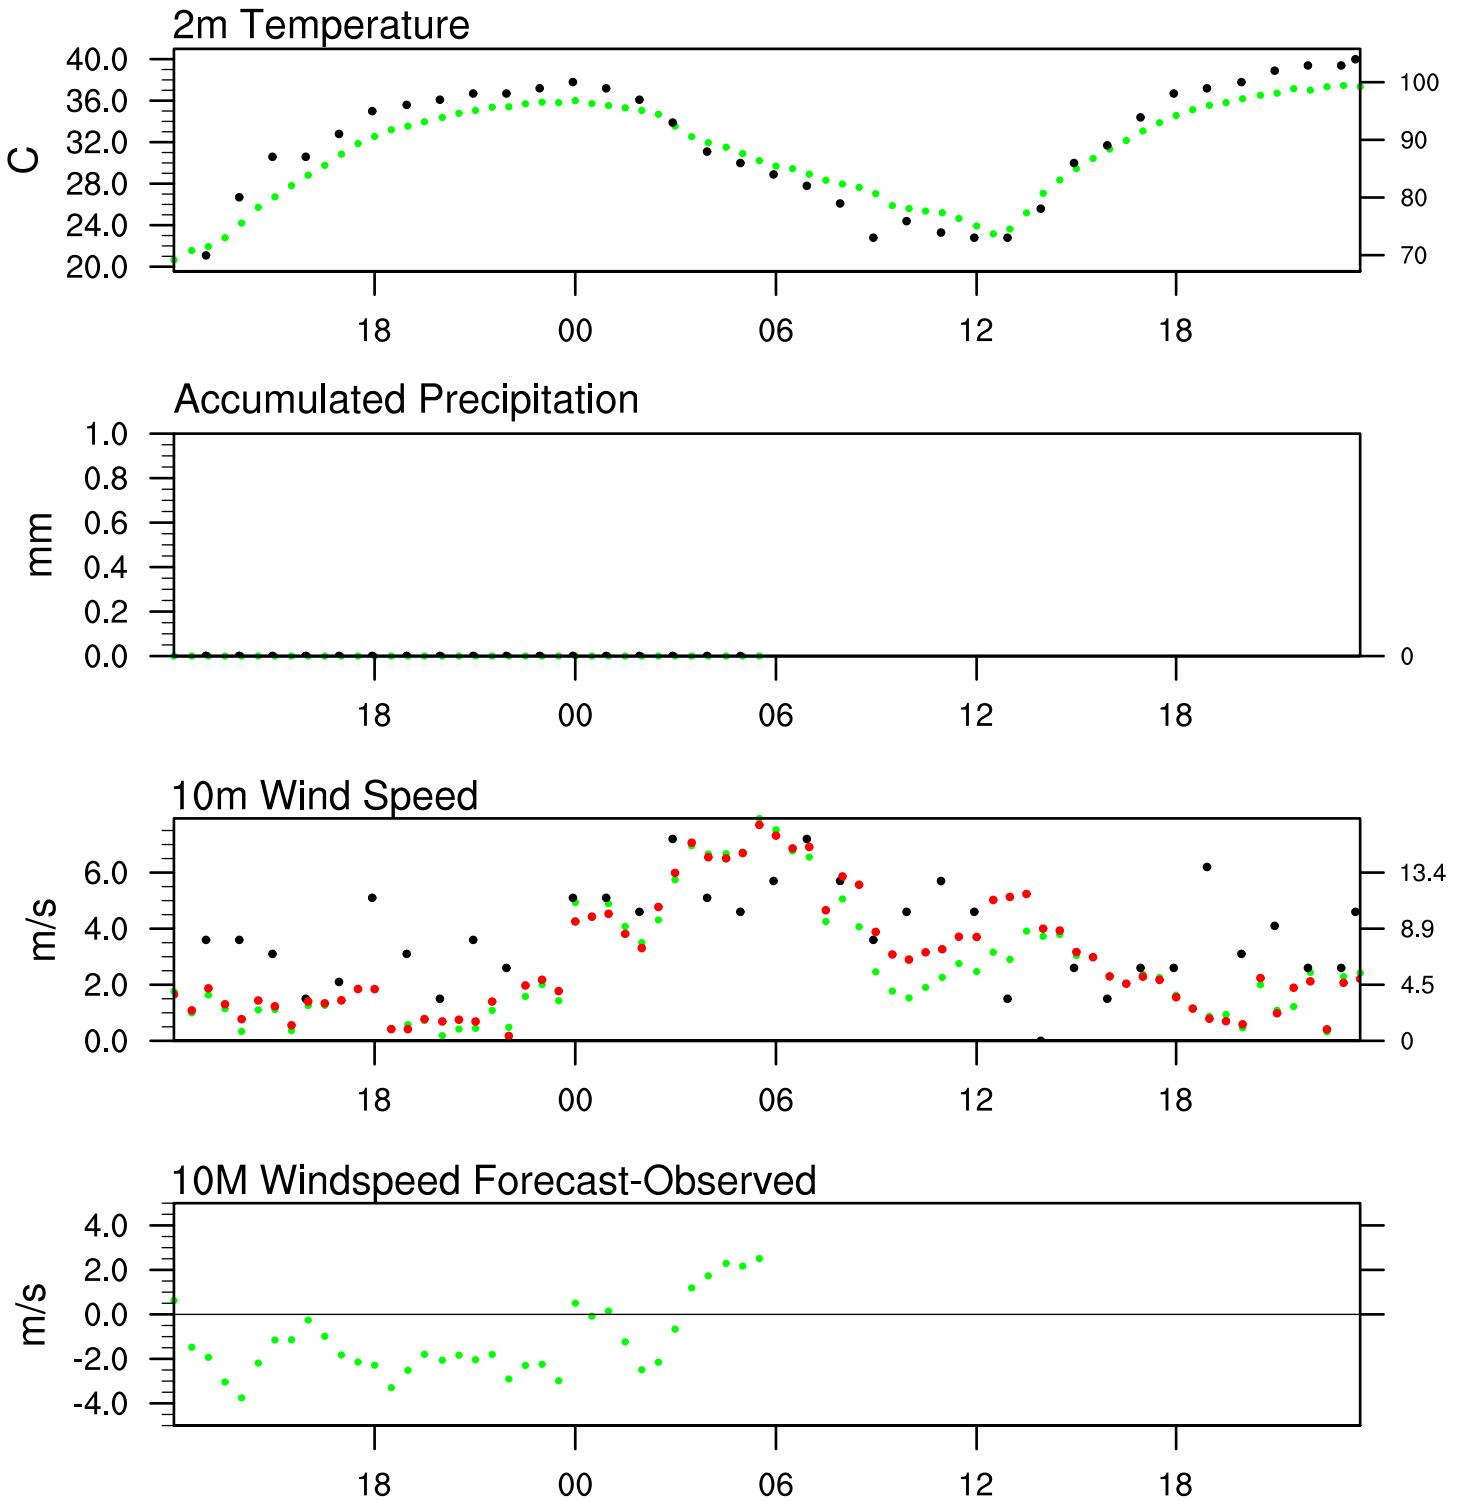 2m Temperature
40.0
36.0
32.0
28.0
24.0
20.0
C
100
90
80
70
18 00 06 12 18
Accumulated Precipitation
1.0
0.8
0.6
0.4
0.2
0.0
mm
0
18 00 06 12 18
10m Wind Speed
6.0
4.0
2.0
0.0
m/s
13.4
8.9
4.5
0
18 00 06 12 18
10M Windspeed Forecast-Observed
4.0
2.0
0.0
-2.0
-4.0
m/s
18 00 06 12 18